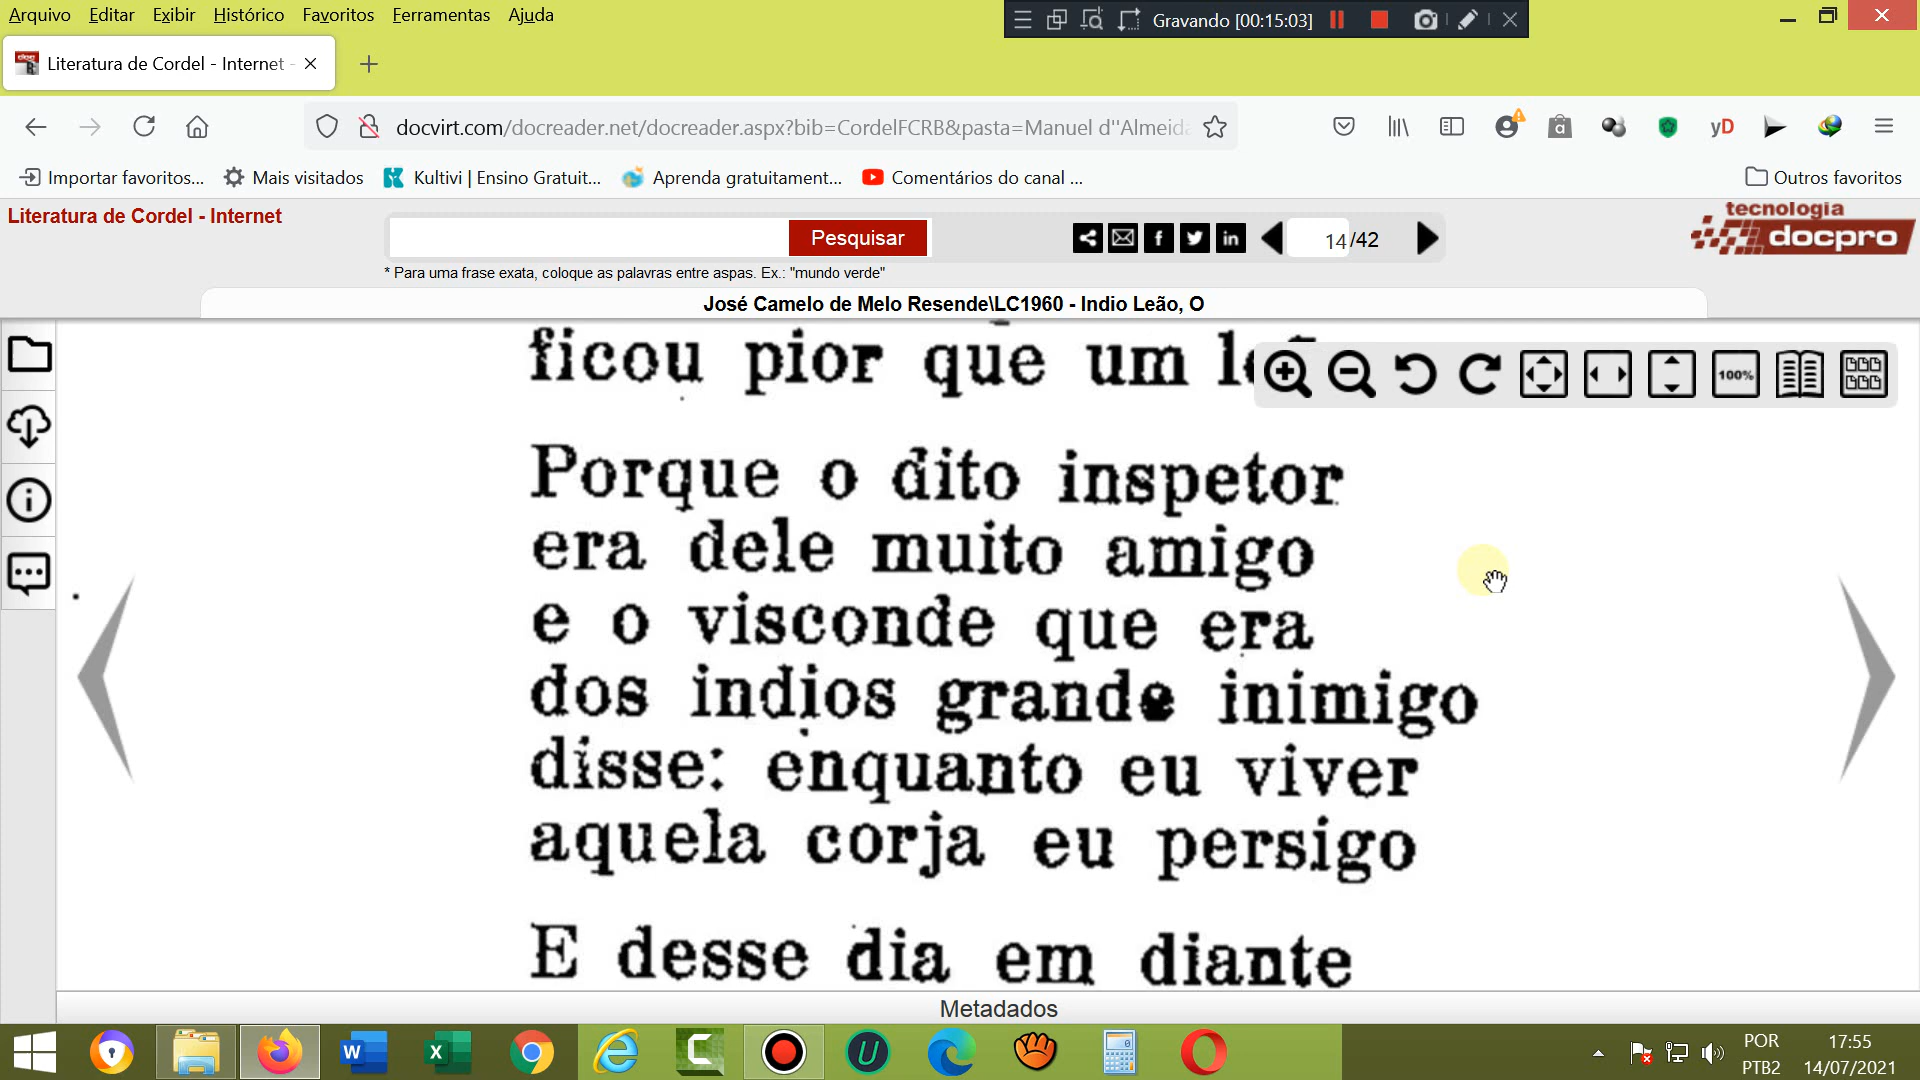 Arquivo Editar Exibir Histórico Favoritos Ferramentas Ajuda
Gravando [00:15:03]
Literatura de Cordel - Internet -
docvirt.com/docreader.net/docreader.aspx?bib=CordelFCRB&pasta=Manuel d''Almeida
Importar favoritos... Mais visitados Kultivi | Ensino Gratuit... Aprenda gratuitament... Comentários do canal ... Outros favoritos
Literatura de Cordel - Internet
Pesquisar
14 /42
tecnologia
docpro
* Para uma frase exata, coloque as palavras entre aspas. Ex.: "mundo verde"
José Camelo de Melo Resende\LC1960 - Indio Leão, O
100%
ficou pior que um
Porque o dito inspetor
era dele muito amigo
e o visconde que era
dos indios grande inimigo
disse: enquanto eu viver
aquela corja eu persigo
E desse dia em diante
Metadados
POR
PTB2
17:55
14/07/2021